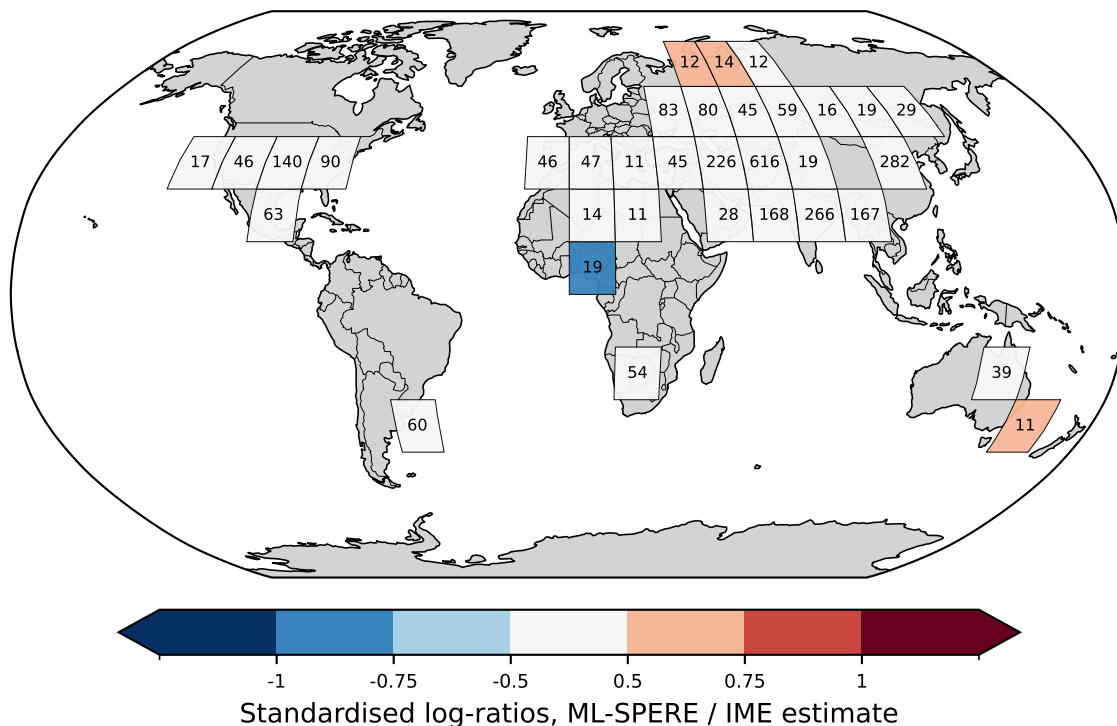 12 14 12
83 80 45 59 16 19 29
17 46 140 90 46 47 11 45 226 616 19 282
63 14 11 28 168 266 167
19
54 39
60 11
-1 -0.75 -0.5 0.5 0.75 1
Standardised log-ratios, ML-SPERE / IME estimate